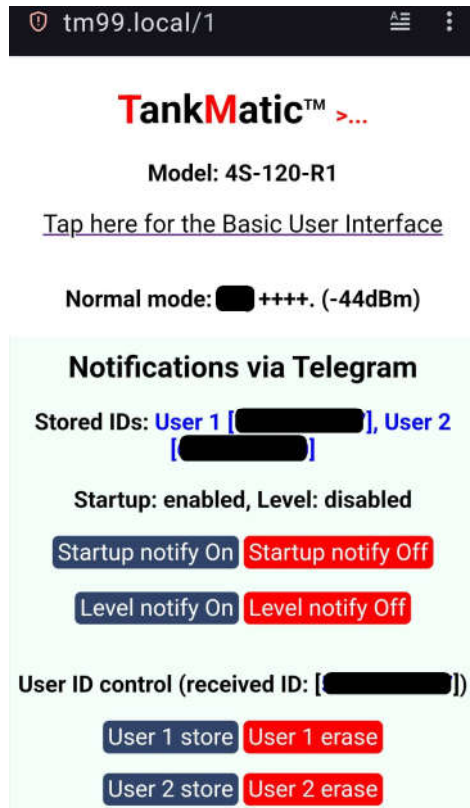 tm99.local/1
TankMatic™ >...
Model: 4S-120-R1
Tap here for the Basic User Interface
Normal mode: ++++. (-44dBm)
Notifications via Telegram
Stored IDs: User 1 [], User 2
[]
Startup: enabled, Level: disabled
Startup notify On Startup notify Off
Level notify On Level notify Off
User ID control (received ID: [])
User 1 store User 1 erase
User 2 store User 2 erase